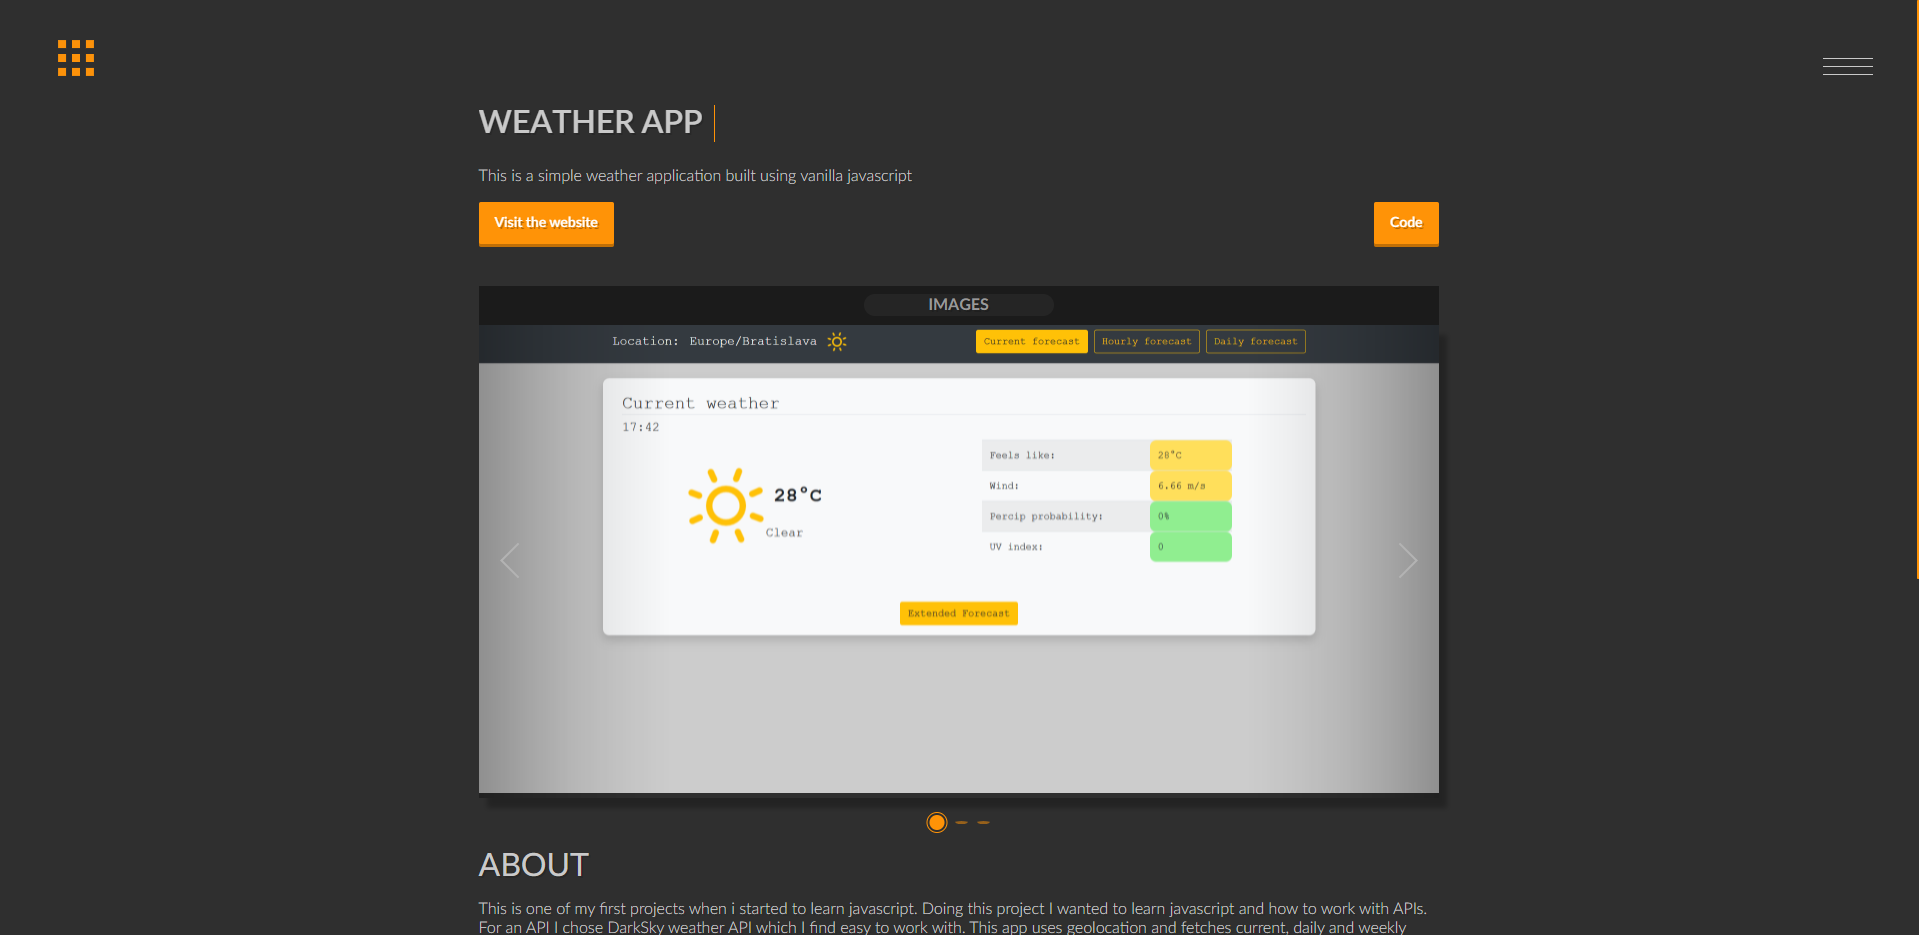 WEATHER APP
This is a simple weather application built using vanilla javascript
Visit the website
Code
IMAGES
Location: Europe/Bratislava
Current forecast
Hourly forecast
Daily forecast
Current weather
17:42
28°C
Clear
Feels like: 28°C
Wind: 6.66 m/s
Percip probability: 0%
UV index: 0
Extended Forecast
ABOUT
This is one of my first projects when i started to learn javascript. Doing this project I wanted to learn javascript and how to work with APIs.
For an API I chose DarkSky weather API which I find easy to work with. This app uses geolocation and fetches current, daily and weekly